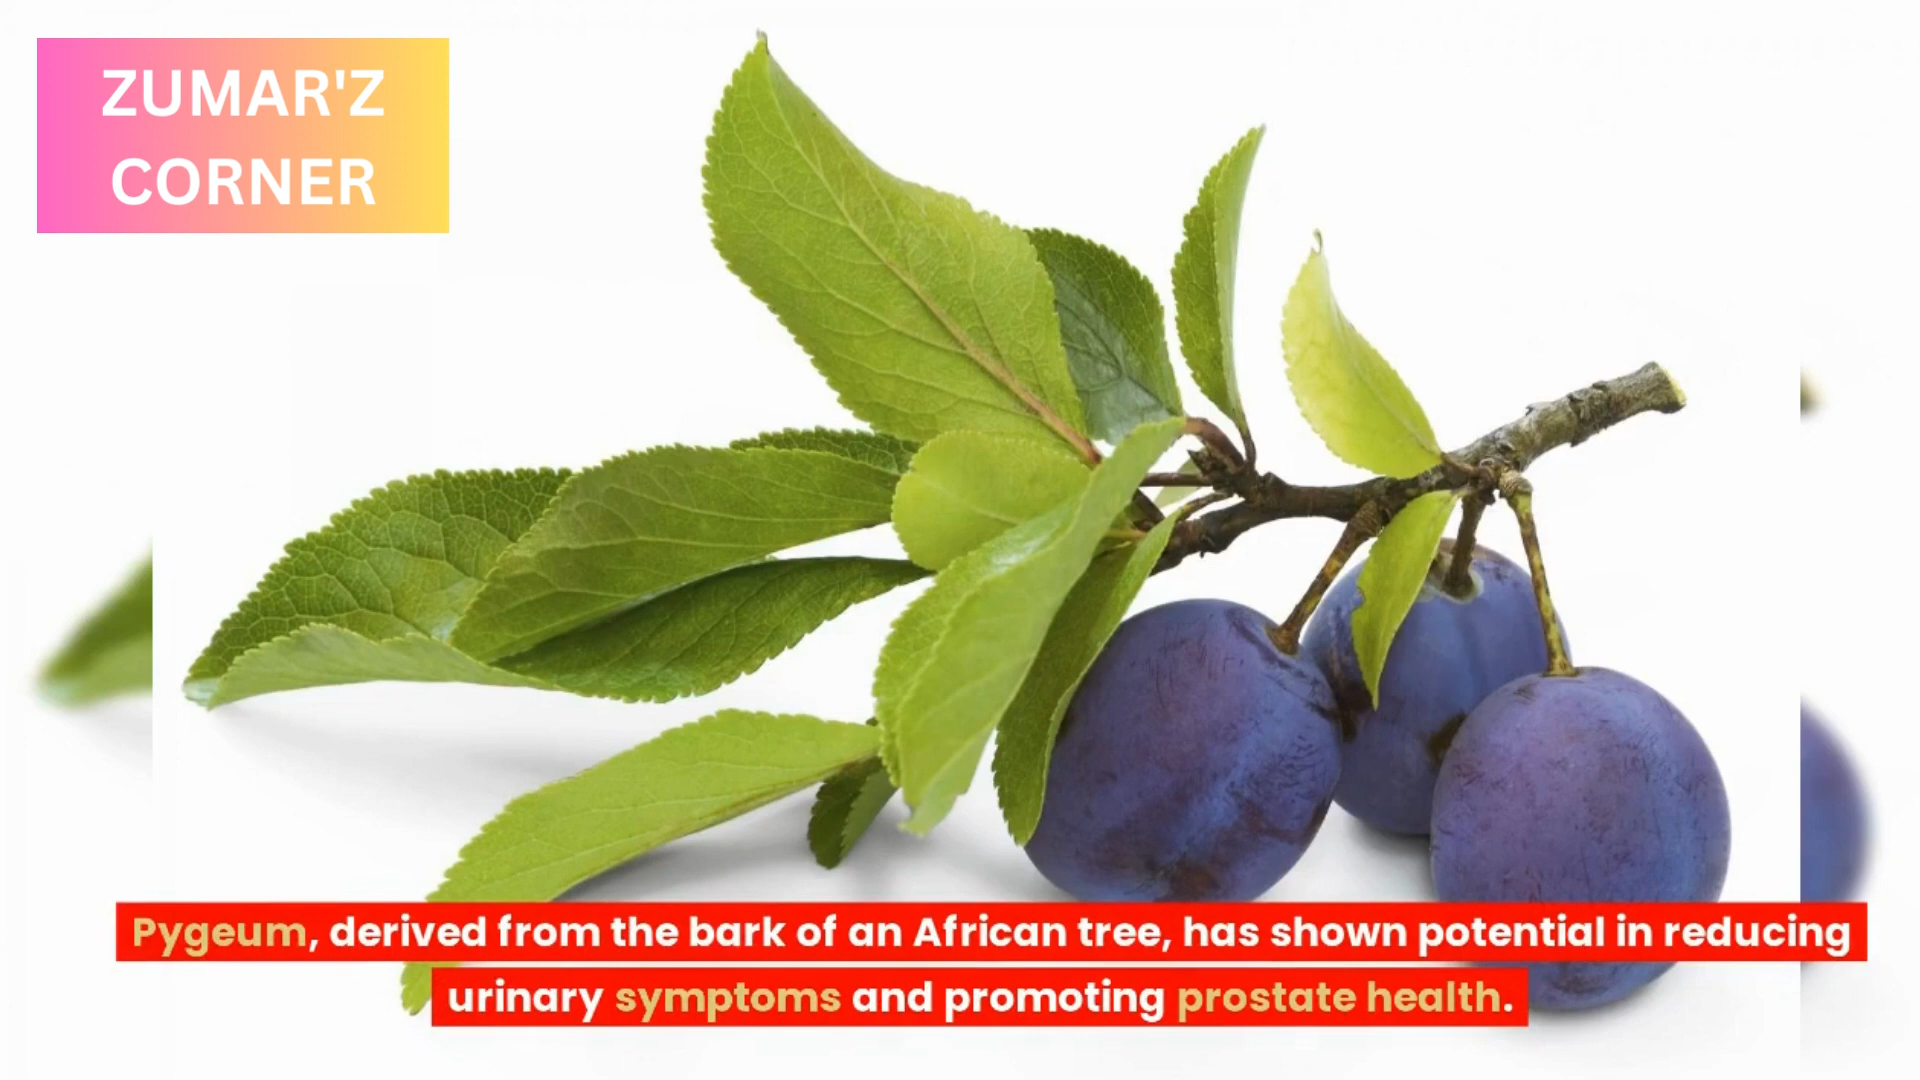 ZUMAR'Z
CORNER
Pygeum, derived from the bark of an African tree, has shown potential in reducing
urinary symptoms and promoting prostate health.